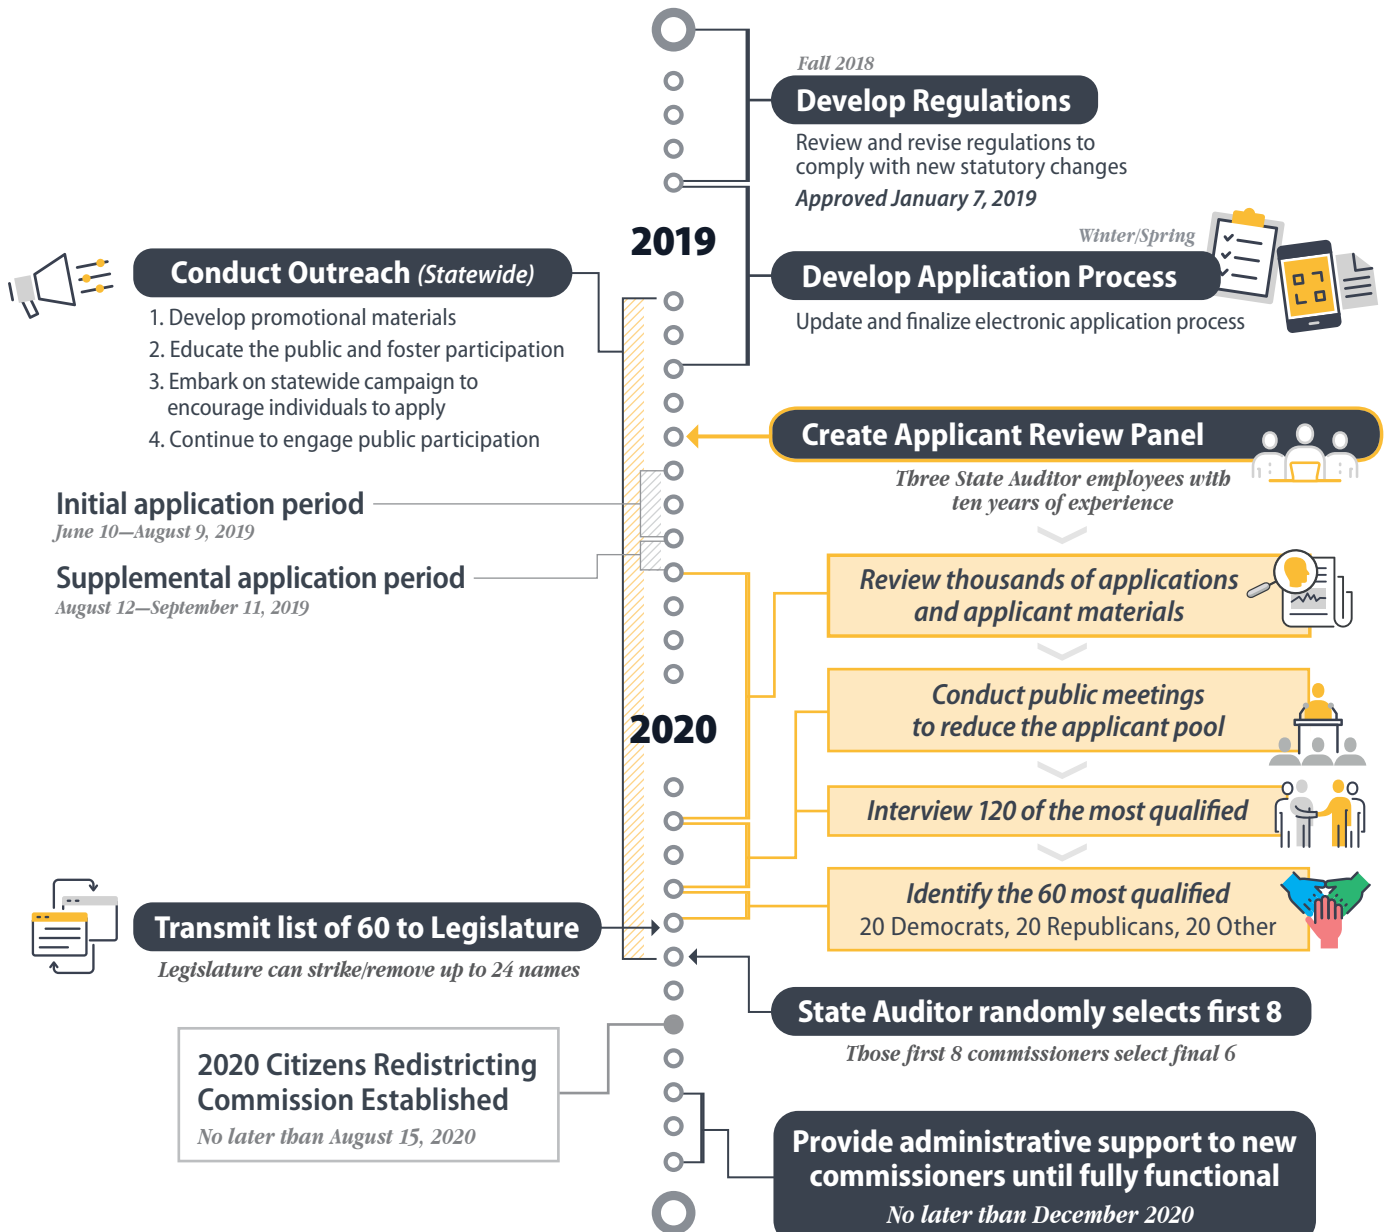 Fall 2018
Develop Regulations
Review and revise regulations to
comply with new statutory changes
Approved January 7, 2019
2019
Winter/Spring
Develop Application Process
Update and finalize electronic application process
Conduct Outreach (Statewide)
1. Develop promotional materials
2. Educate the public and foster participation
3. Embark on statewide campaign to
encourage individuals to apply
4. Continue to engage public participation
Create Applicant Review Panel
Three State Auditor employees with
ten years of experience
Initial application period
June 10—August 9, 2019
Supplemental application period
August 12—September 11, 2019
Review thousands of applications
and applicant materials
Conduct public meetings
to reduce the applicant pool
2020
Interview 120 of the most qualified
Identify the 60 most qualified
20 Democrats, 20 Republicans, 20 Other
Transmit list of 60 to Legislature
Legislature can strike/remove up to 24 names
State Auditor randomly selects first 8
Those first 8 commissioners select final 6
2020 Citizens Redistricting
Commission Established
No later than August 15, 2020
Provide administrative support to new
commissioners until fully functional
No later than December 2020